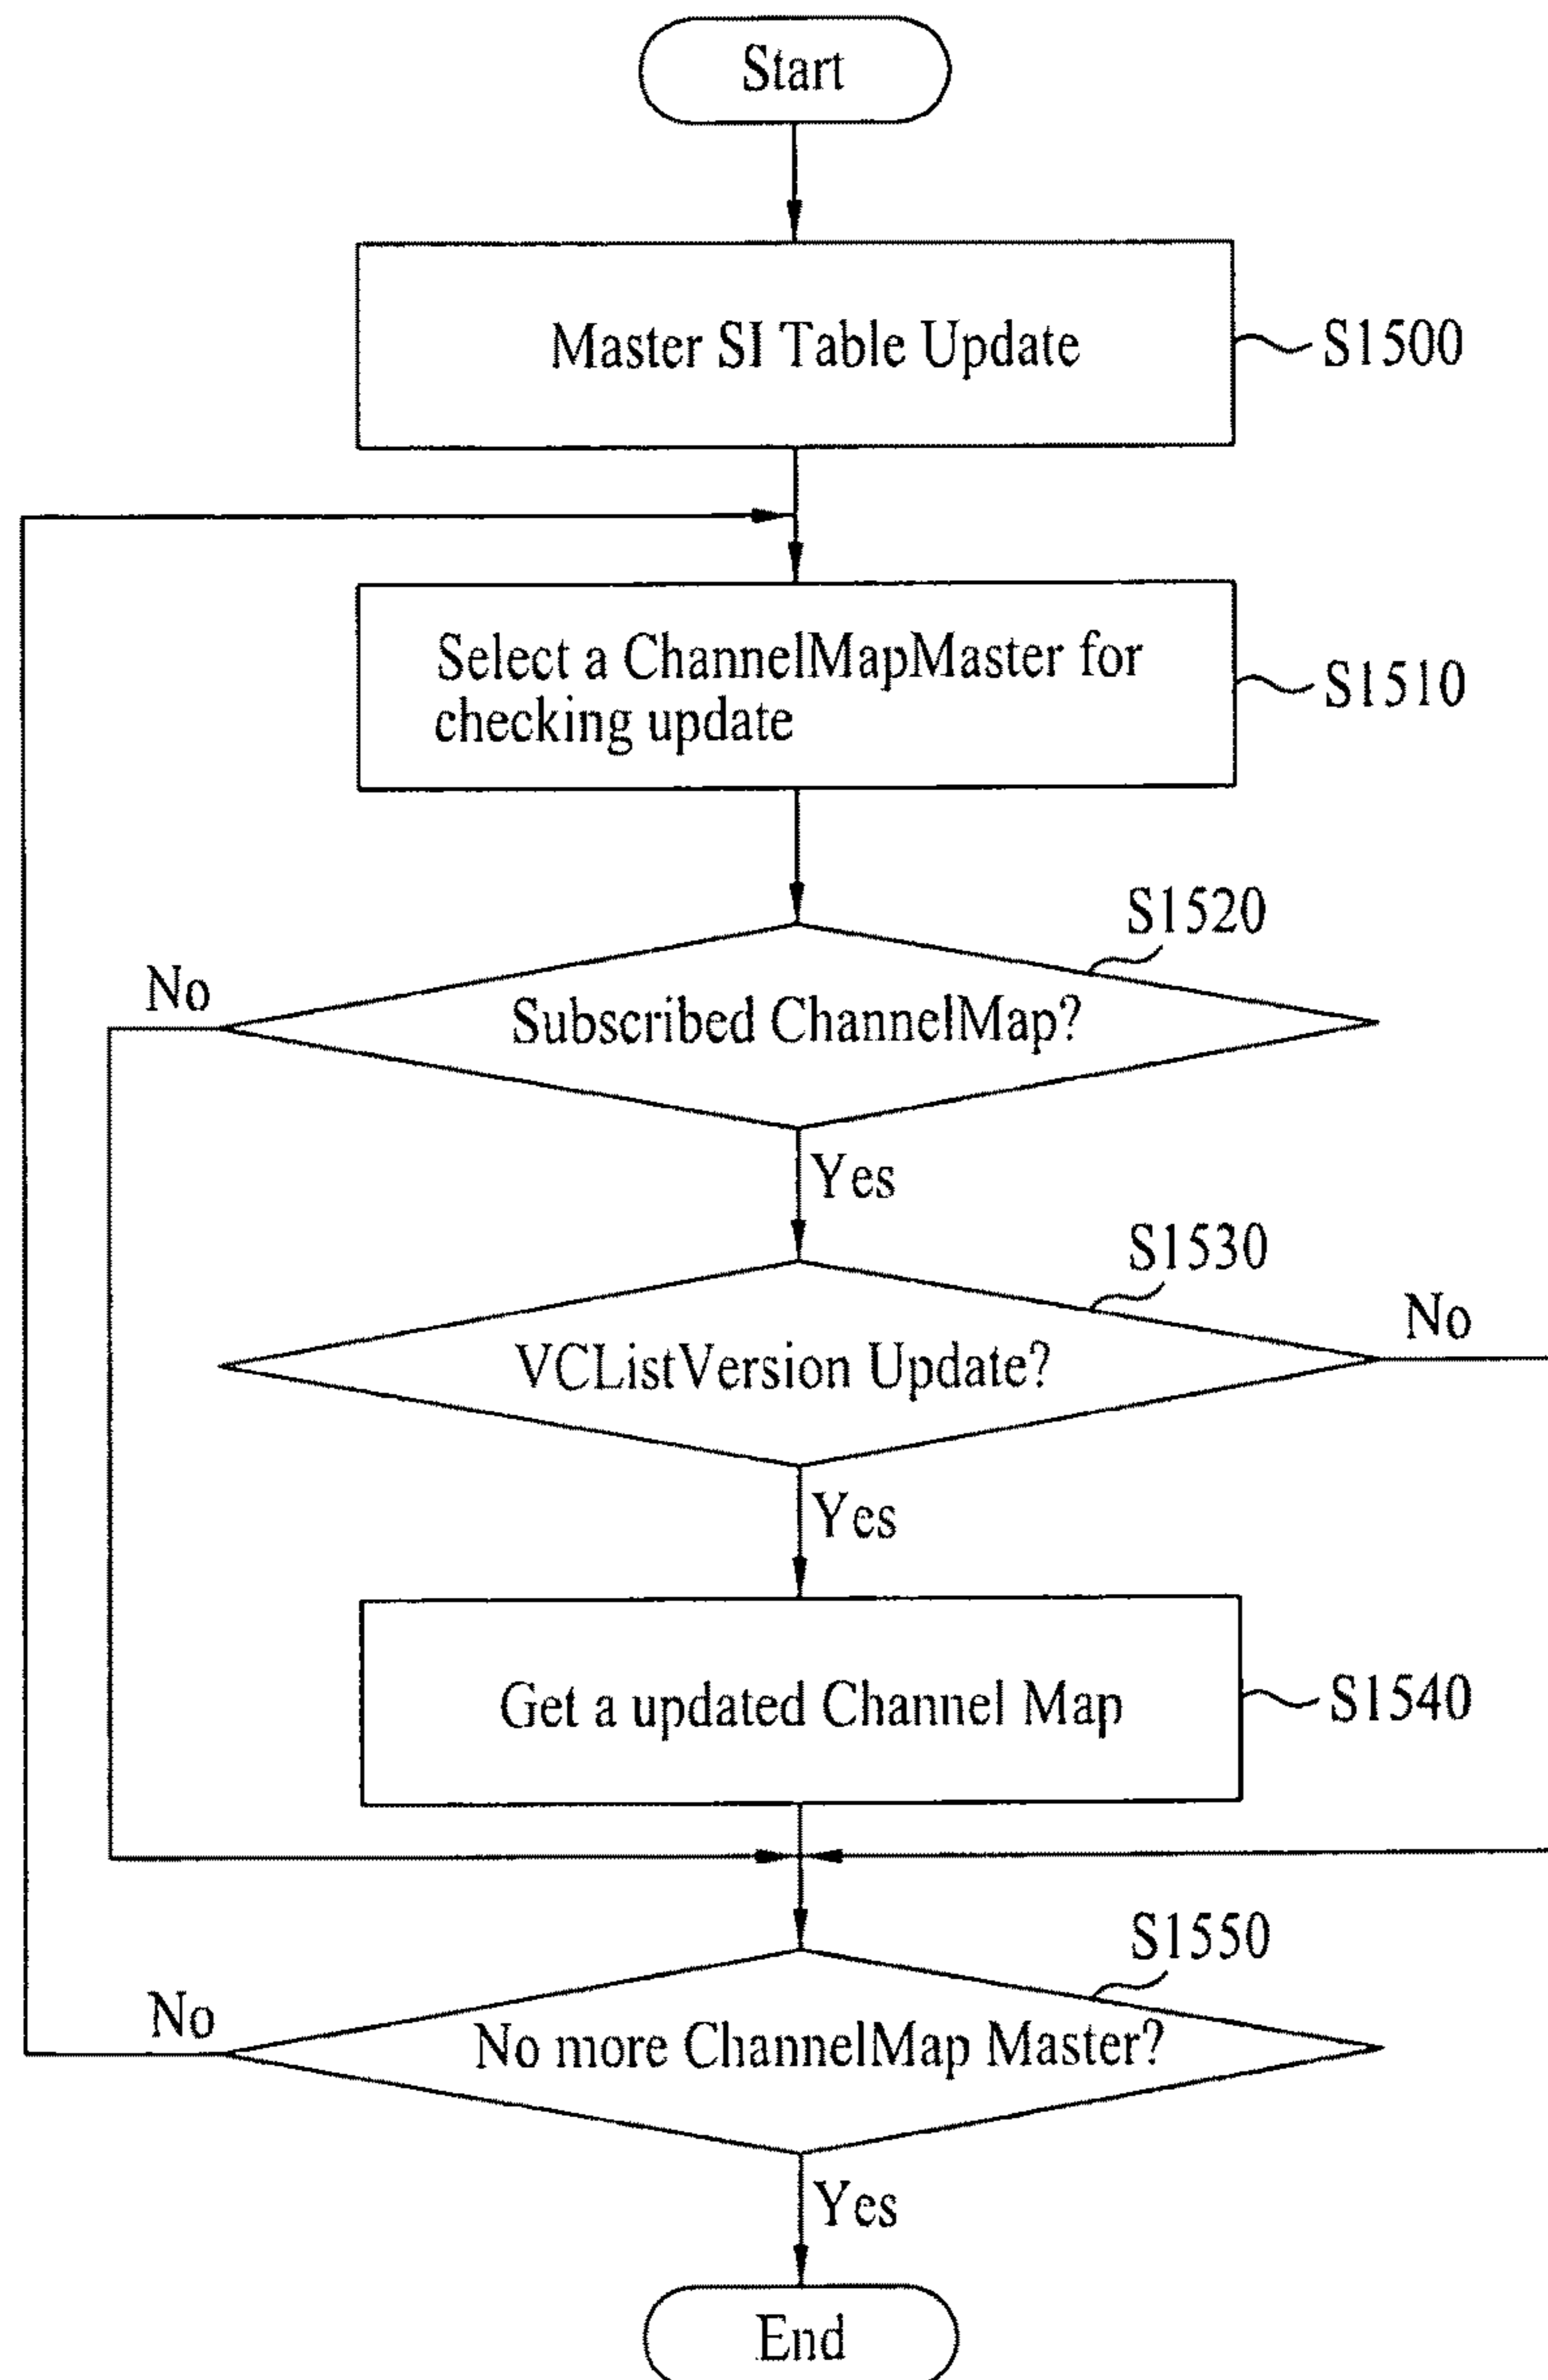 Start
Master SI Table Update
S1500
Select a ChannelMapMaster for
checking update
S1510
S1520
No
Subscribed ChannelMap?
Yes
S1530
No
VCListVersion Update?
Yes
Get a updated Channel Map
S1540
S1550
No
No more ChannelMap Master?
Yes
End